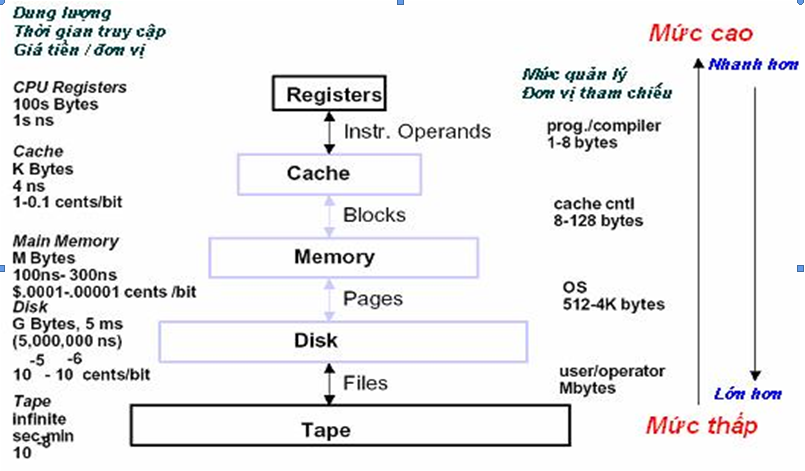 Dung lượng
Thời gian truy cập
Giá tiền / đơn vị
CPU Registers
100s Bytes
1s ns
Cache
K Bytes
4 ns
1-0.1 cents/bit
Main Memory
M Bytes
100ns- 300ns
$.0001-.00001 cents /bit
Disk
G Bytes, 5 ms
(5,000,000 ns)
-5 -6
10 - 10 cents/bit
Tape
infinite
sec-min
-8
10
Registers
Instr. Operands
Cache
Blocks
Memory
Pages
Disk
Files
Tape
Mức quản lý
Đơn vị tham chiếu
prog./compiler
1-8 bytes
cache cntl
8-128 bytes
OS
512-4K bytes
user/operator
Mbytes
Mức cao
Nhanh hơn
Lớn hơn
Mức thấp